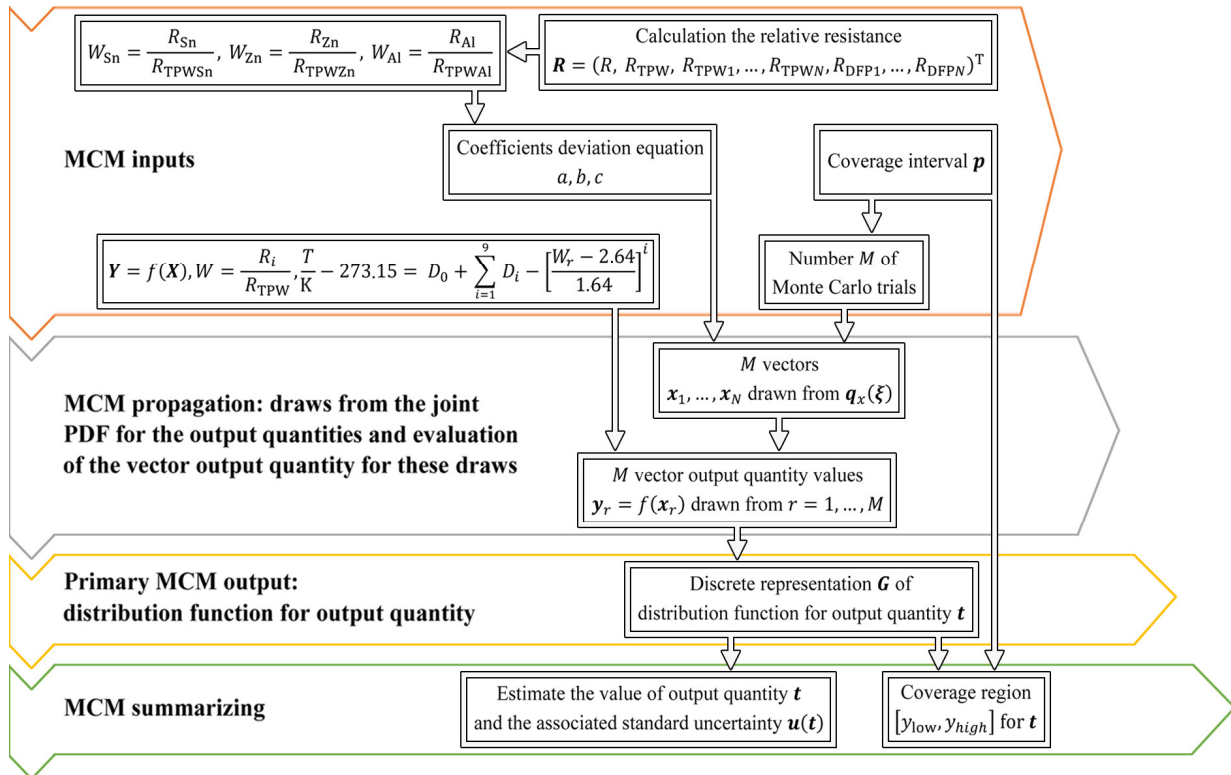 W_Sn = R_Sn / R_TPWSn, W_Zn = R_Zn / R_TPWZn, W_Al = R_Al / R_TPWAl
Calculation the relative resistance
R = (R, R_TPW, R_TPW1, …, R_TPWN, R_DFP1, …, R_DFPN)^T
MCM inputs
Coefficients deviation equation
a, b, c
Coverage interval p
Y = f(X), W = R_i / R_TPW, T/K − 273.15 = D_0 + ∑_{i=1}^{9} D_i − [(W_r − 2.64) / 1.64]^i
Number M of
Monte Carlo trials
M vectors
x_1, …, x_N drawn from q_x(ξ)
MCM propagation: draws from the joint
PDF for the output quantities and evaluation
of the vector output quantity for these draws
M vector output quantity values
y_r = f(x_r) drawn from r = 1, …, M
Primary MCM output:
distribution function for output quantity
Discrete representation G of
distribution function for output quantity t
MCM summarizing
Estimate the value of output quantity t
and the associated standard uncertainty u(t)
Coverage region
[y_low, y_high] for t